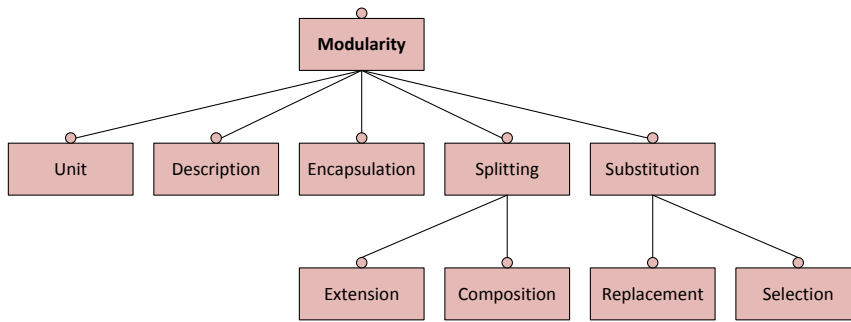 Modularity
Unit
Description
Encapsulation
Splitting
Substitution
Extension
Composition
Replacement
Selection